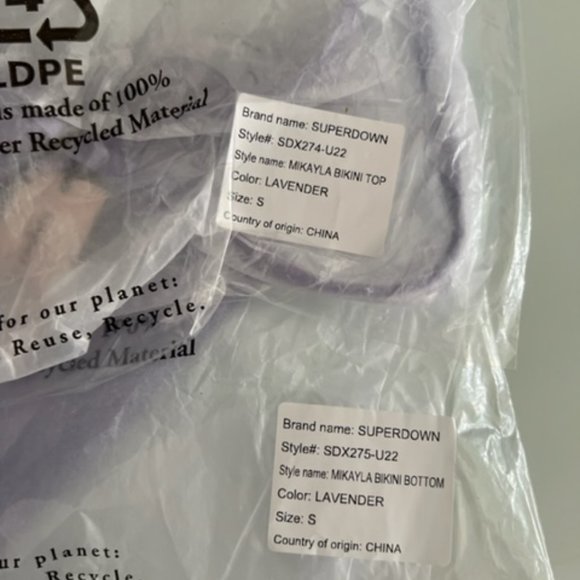 4
LDPE
is made of 100%
er Recycled Material
Brand name: SUPERDOWN
Style#: SDX274-U22
Style name: MIKAYLA BIKINI TOP
Color: LAVENDER
Size: S
Country of origin: CHINA
for our planet:
Reuse, Recycle.
Material
Brand name: SUPERDOWN
Style#: SDX275-U22
Style name: MIKAYLA BIKINI BOTTOM
Color: LAVENDER
Size: S
Country of origin: CHINA
ur planet:
Recycle